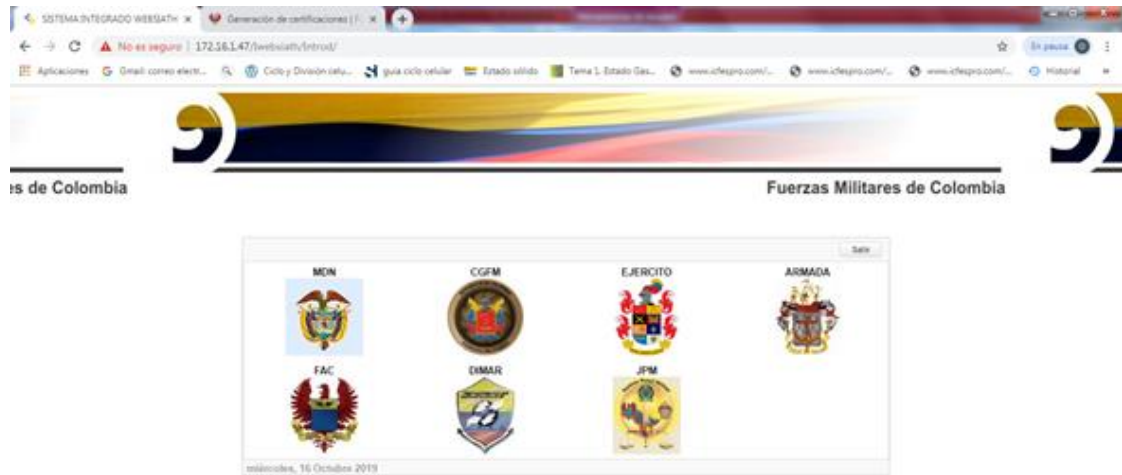 SISTEMA INTEGRADO WEBSIATH
Generación de certificaciones |
No es seguro | 172.16.1.47/lwebsiath/Introd/
En pausa
Aplicaciones
Gmail: correo electr...
Ciclo y División celu...
guia ciclo celular
Estado sólido
Tema 1. Estado Gas...
www.icfespro.com/...
www.icfespro.com/...
www.icfespro.com/...
Historial
es de Colombia
Fuerzas Militares de Colombia
Salir
MDN
CGFM
EJERCITO
ARMADA
FAC
DIMAR
JPM
miércoles, 16 Octubre 2019